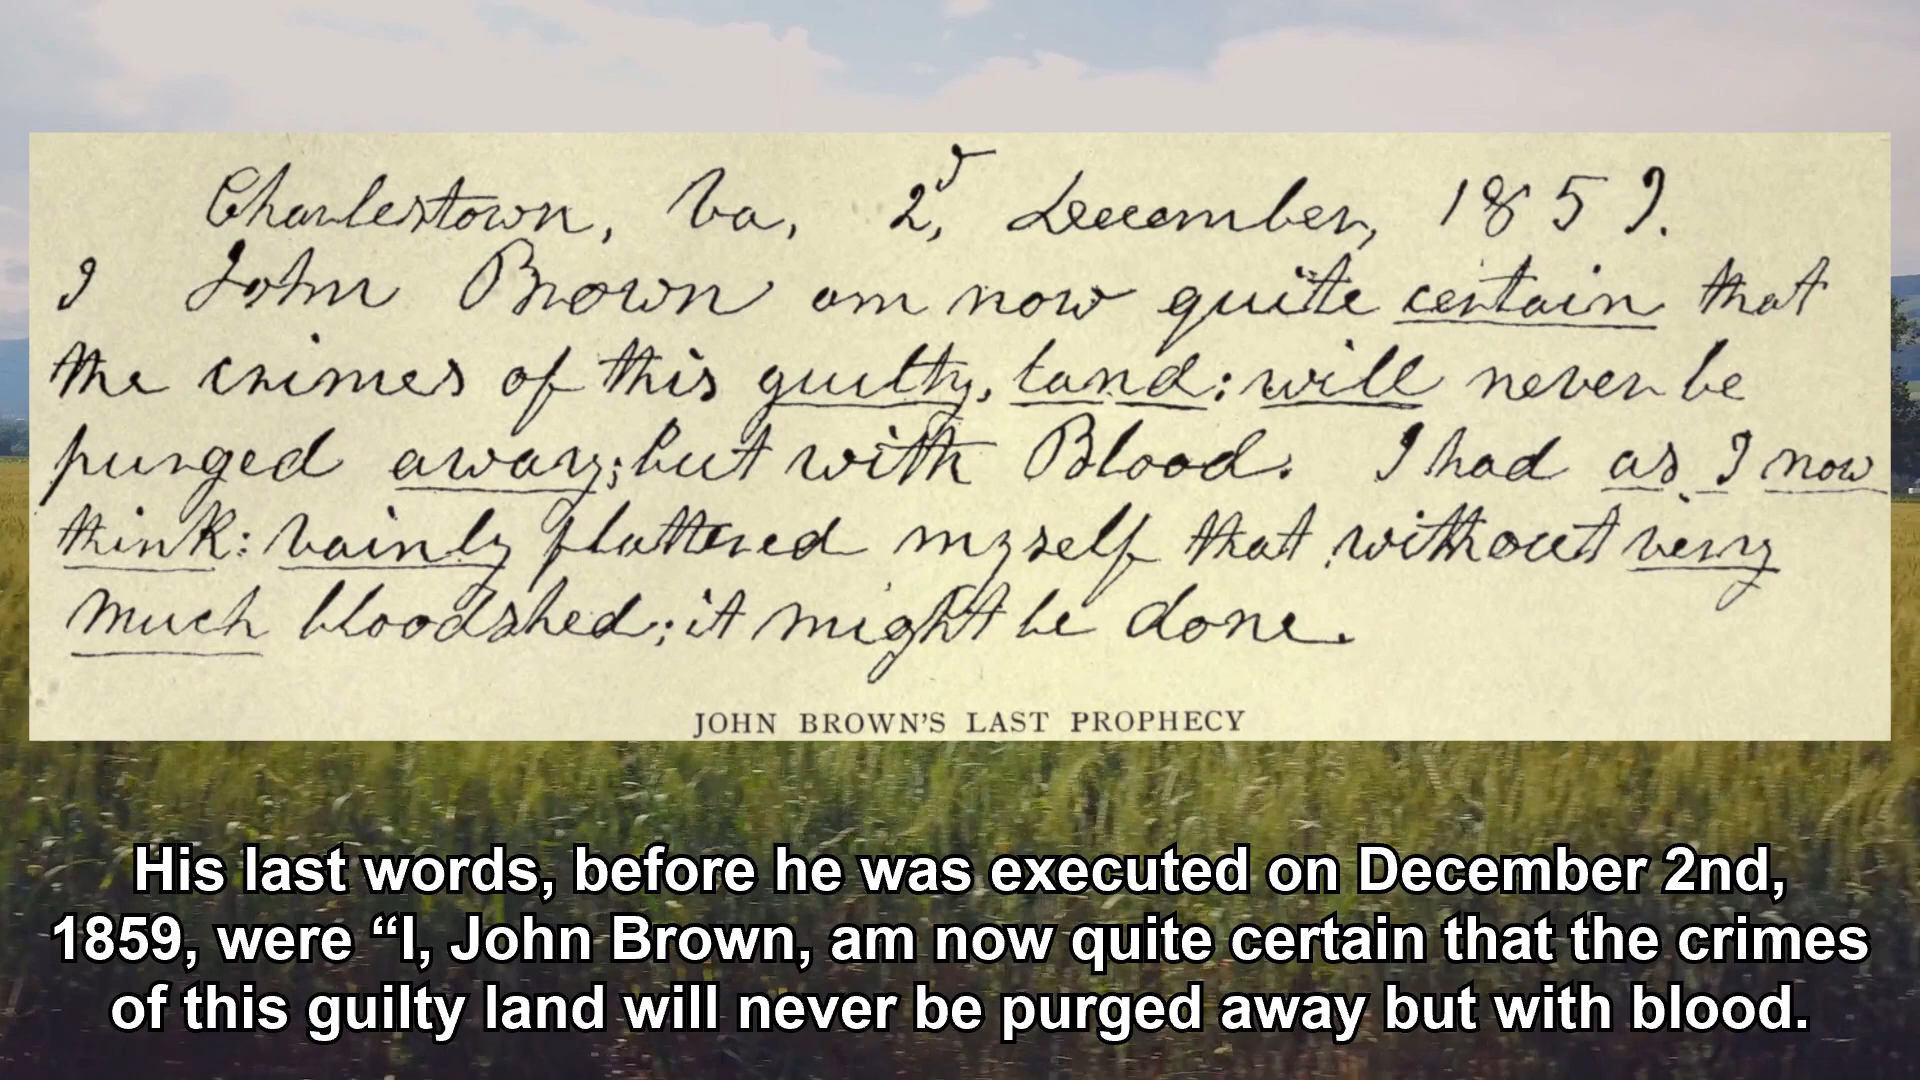 Charlestown, Va, 2d, December, 1859.
I John Brown am now quite certain that
the crimes of this guilty, land: will never be
purged away; but with Blood. I had as I now
think: vainly flattered myself that without very
much bloodshed; it might be done.
JOHN BROWN'S LAST PROPHECY
His last words, before he was executed on December 2nd,
1859, were “I, John Brown, am now quite certain that the crimes
of this guilty land will never be purged away but with blood.